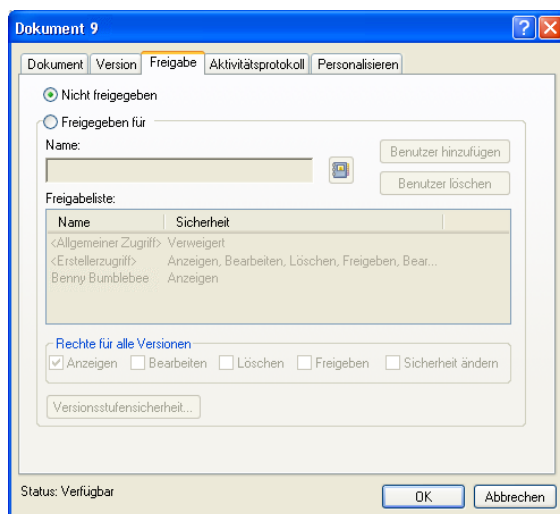 Dokument 9
Dokument Version Freigabe Aktivitätsprotokoll Personalisieren
Nicht freigegeben
Freigegeben für
Name:
Benutzer hinzufügen
Benutzer löschen
Freigabeliste:
Name Sicherheit
<Allgemeiner Zugriff> Verweigert
<Erstellerzugriff> Anzeigen, Bearbeiten, Löschen, Freigeben, Bear...
Benny Bumblebee Anzeigen
Rechte für alle Versionen
Anzeigen Bearbeiten Löschen Freigeben Sicherheit ändern
Versionsstufensicherheit...
Status: Verfügbar
OK Abbrechen